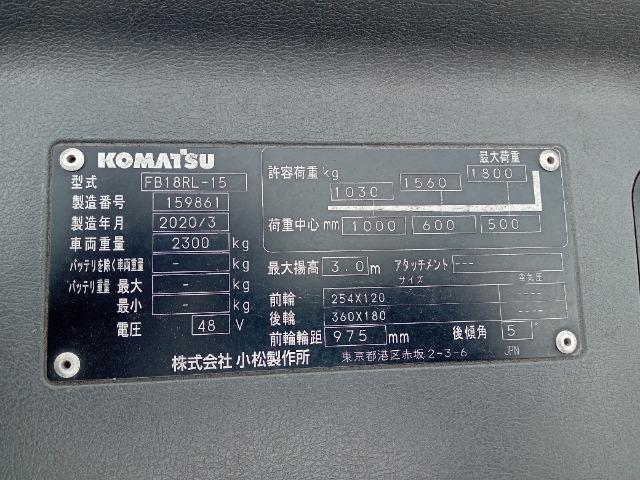 KOMATSU
型式 FB18RL-15
製造番号 159861
製造年月 2020/3
車両重量 2300 kg
バッテリを除く車両重量 - kg
バッテリ重量 最大 - kg
最小 - kg
電圧 48 V
最大荷重
許容荷重 kg 1030 1560 1800
荷重中心 mm 1000 600 500
最大揚高 3.0 m アタッチメント ---
サイズ 空気圧
前輪 254X120 ---
後輪 360X180 ---
前輪輪距 975 mm 後傾角 5 °
株式会社 小松製作所 東京都港区赤坂2-3-6 JPN